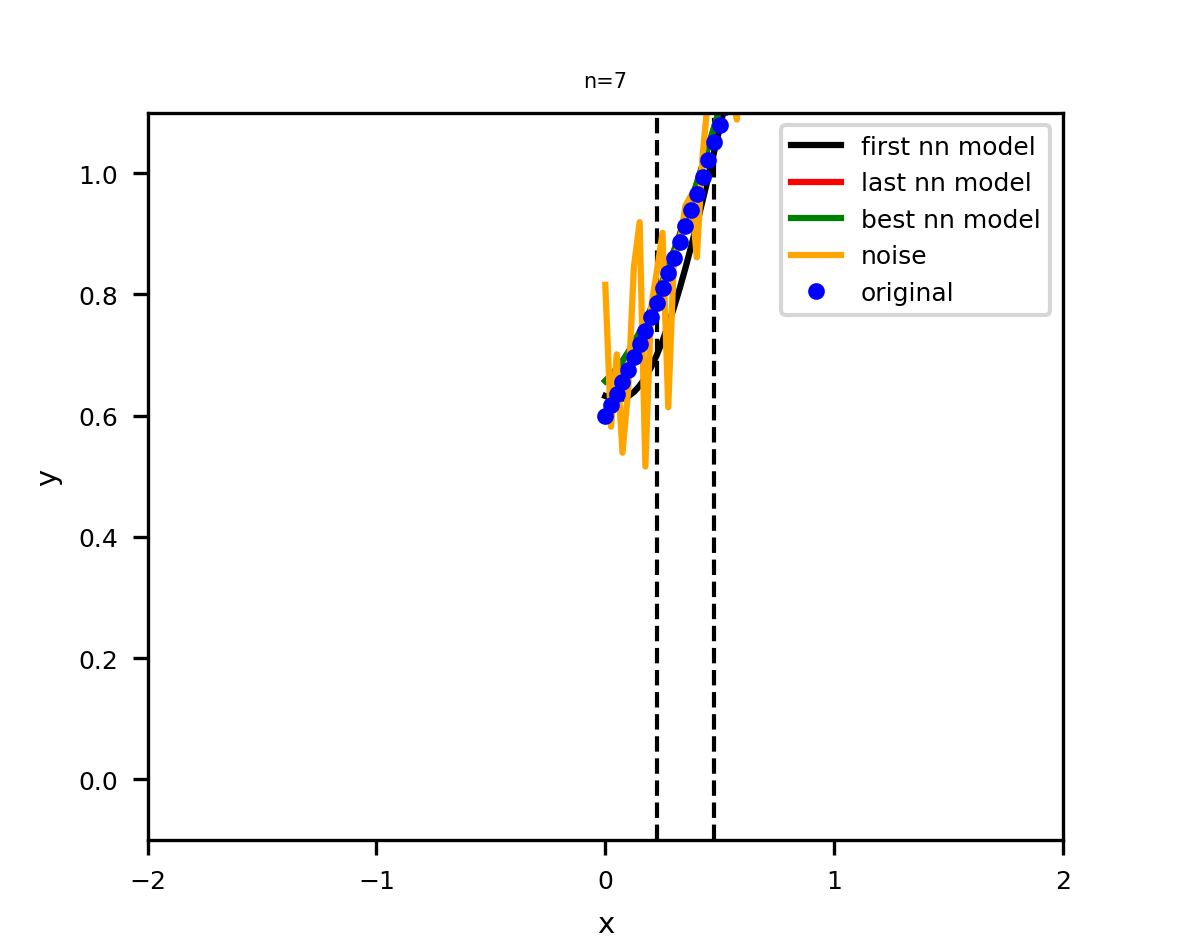 n=7
first nn model
last nn model
best nn model
noise
original
1.0
0.8
0.6
0.4
0.2
0.0
y
−2
−1
0
1
2
x